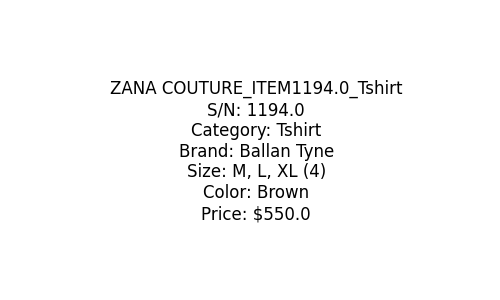 ZANA COUTURE_ITEM1194.0_Tshirt
S/N: 1194.0
Category: Tshirt
Brand: Ballan Tyne
Size: M, L, XL (4)
Color: Brown
Price: $550.0